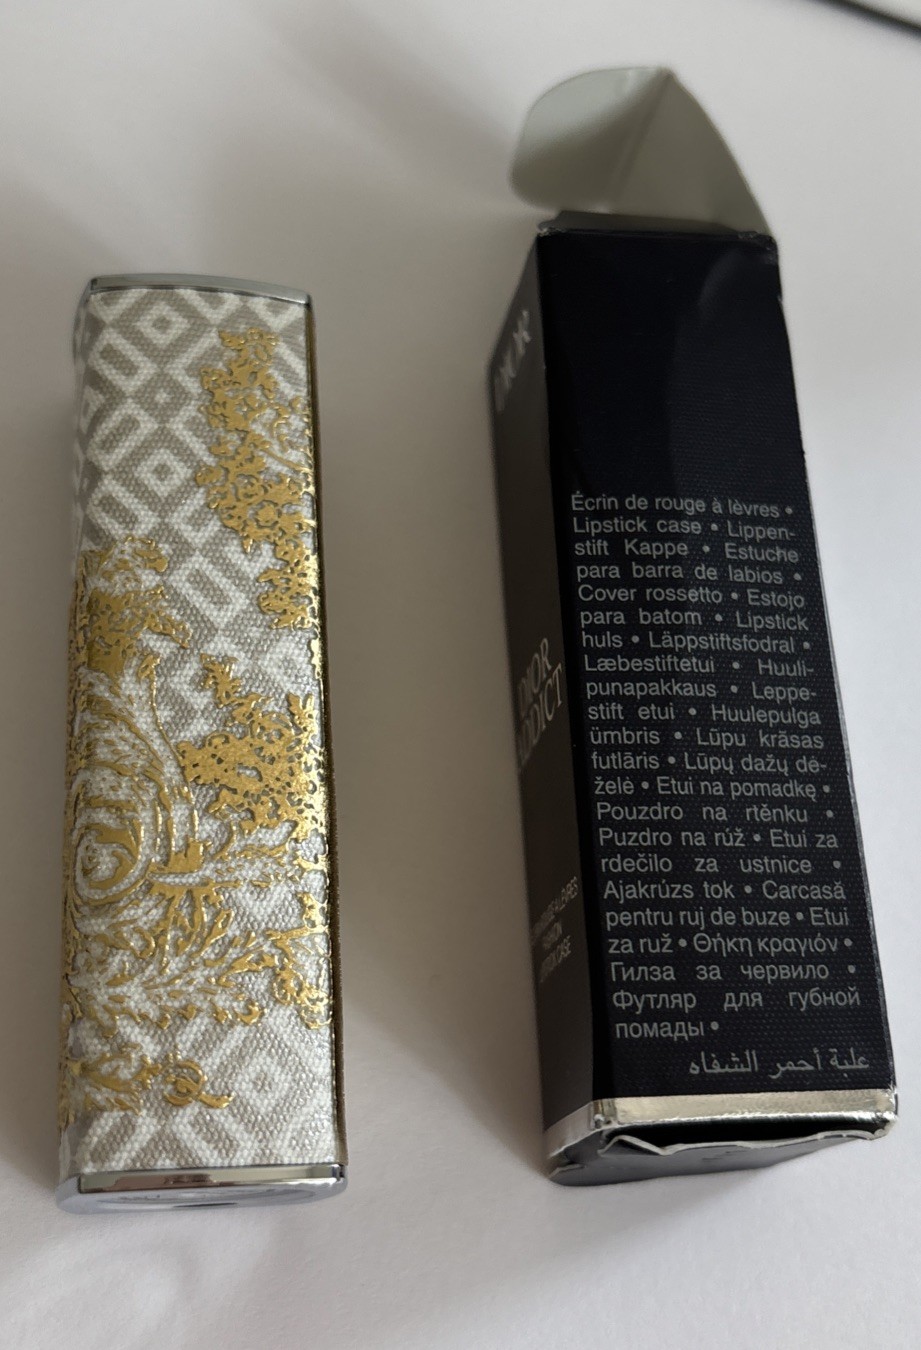 DIOR
DIOR
ADDICT
FASHION
Écrin de rouge à lèvres •
Lipstick case • Lippen-
stift Kappe • Estuche
para barra de labios •
Cover rossetto • Estojo
para batom • Lipstick
huls • Läppstiftsfodral •
Læbestiftetui • Huuli-
punapakkaus • Leppe-
stift etui • Huulepulga
ümbris • Lūpu krāsas
futlāris • Lūpų dažų dė-
želė • Etui na pomadkę •
Pouzdro na rtěnku •
Puzdro na rúž • Etui za
rdečilo za ustnice •
Ajakrúzs tok • Carcasă
pentru ruj de buze • Etui
za ruž • Θήκη κραγιόν •
Гилза за червило •
Футляр для губной
помады •
علبة أحمر الشفاه